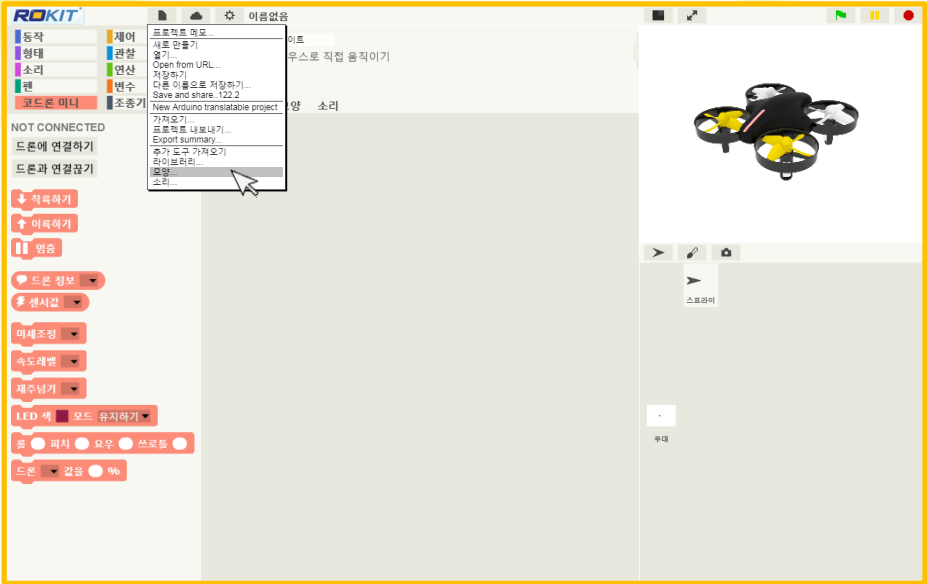 ROKIT
이름없음
동작
제어
형태
관찰
소리
연산
펜
변수
코드론 미니
조종기
NOT CONNECTED
드론에 연결하기
드론과 연결끊기
착륙하기
이륙하기
멈춤
드론 정보
센서값
미세조정
속도레벨
재주넘기
LED 색 모드 유지하기
롤 피치 요우 쓰로틀
드론 값을 %
프로젝트 메모...
새로 만들기
열기...
Open from URL...
저장하기
다른 이름으로 저장하기...
Save and share..122.2
New Arduino translatable project
가져오기...
프로젝트 내보내기...
Export summary...
추가 도구 가져오기
라이브러리...
모양...
소리...
이트
우스로 직접 움직이기
모양 소리
스프라이
무대